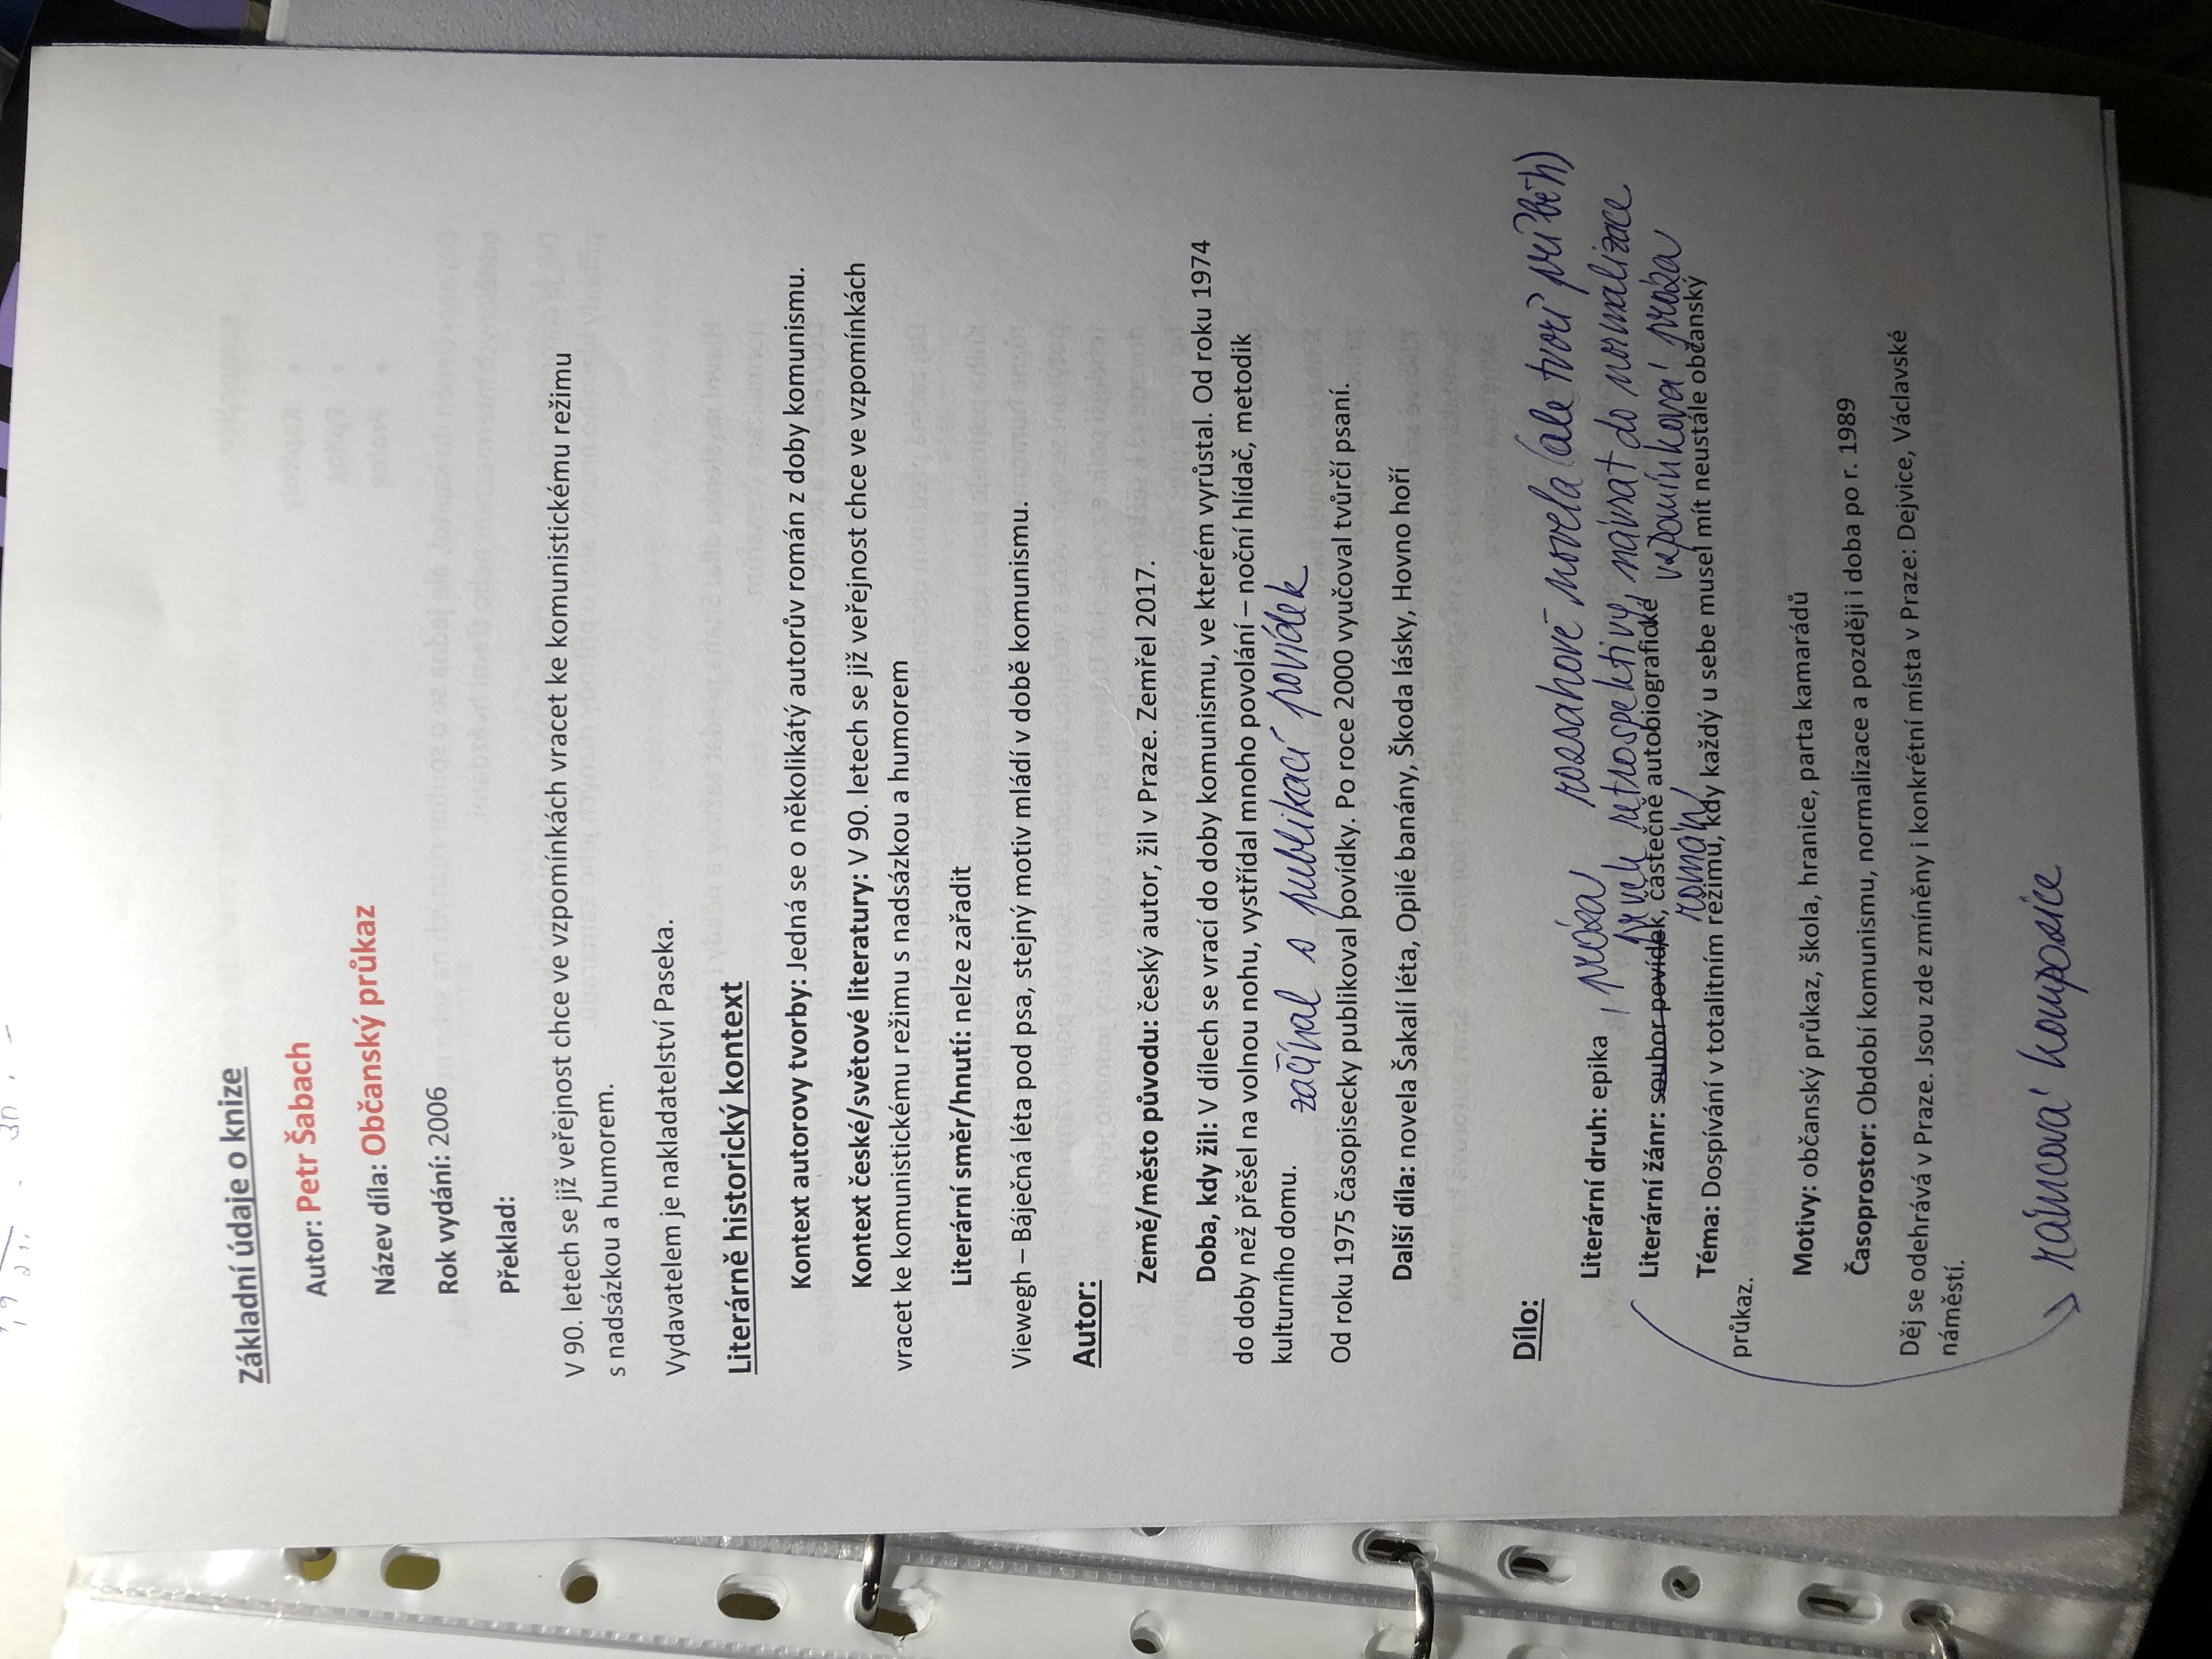 Základní údaje o knize
Autor: Petr Šabach
Název díla: Občanský průkaz
Rok vydání: 2006
Překlad:
V 90. letech se již veřejnost chce ve vzpomínkách vracet ke komunistickému režimu
s nadsázkou a humorem.
Vydavatelem je nakladatelství Paseka.
Literárně historický kontext
Kontext autorovy tvorby: Jedná se o několikátý autorův román z doby komunismu.
Kontext české/světové literatury: V 90. letech se již veřejnost chce ve vzpomínkách
vracet ke komunistickému režimu s nadsázkou a humorem
Literární směr/hnutí: nelze zařadit
Viewegh – Báječná léta pod psa, stejný motiv mládí v době komunismu.
Autor:
Země/město původu: český autor, žil v Praze. Zemřel 2017.
Doba, kdy žil: V dílech se vrací do doby komunismu, ve kterém vyrůstal. Od roku 1974
do doby než přešel na volnou nohu, vystřídal mnoho povolání – noční hlídač, metodik
kulturního domu. začínal s publikací povídek
Od roku 1975 časopisecky publikoval povídky. Po roce 2000 vyučoval tvůrčí psaní.
Další díla: novela Šakalí léta, Opilé banány, Škoda lásky, Hovno hoří
Dílo:
rozsahově novela (ale tvoří příběh)
Literární druh: epika, próza
prvek retrospektivy, návrat do normalizace
Literární žánr: soubor povídek, částečně autobiografické vzpomínková próza
román
Téma: Dospívání v totalitním režimu, kdy každý u sebe musel mít neustále občanský
průkaz.
Motivy: občanský průkaz, škola, hranice, parta kamarádů
Časoprostor: Období komunismu, normalizace a později i doba po r. 1989
Děj se odehrává v Praze. Jsou zde zmíněny i konkrétní místa v Praze: Dejvice, Václavské
náměstí.
rámcová kompozice